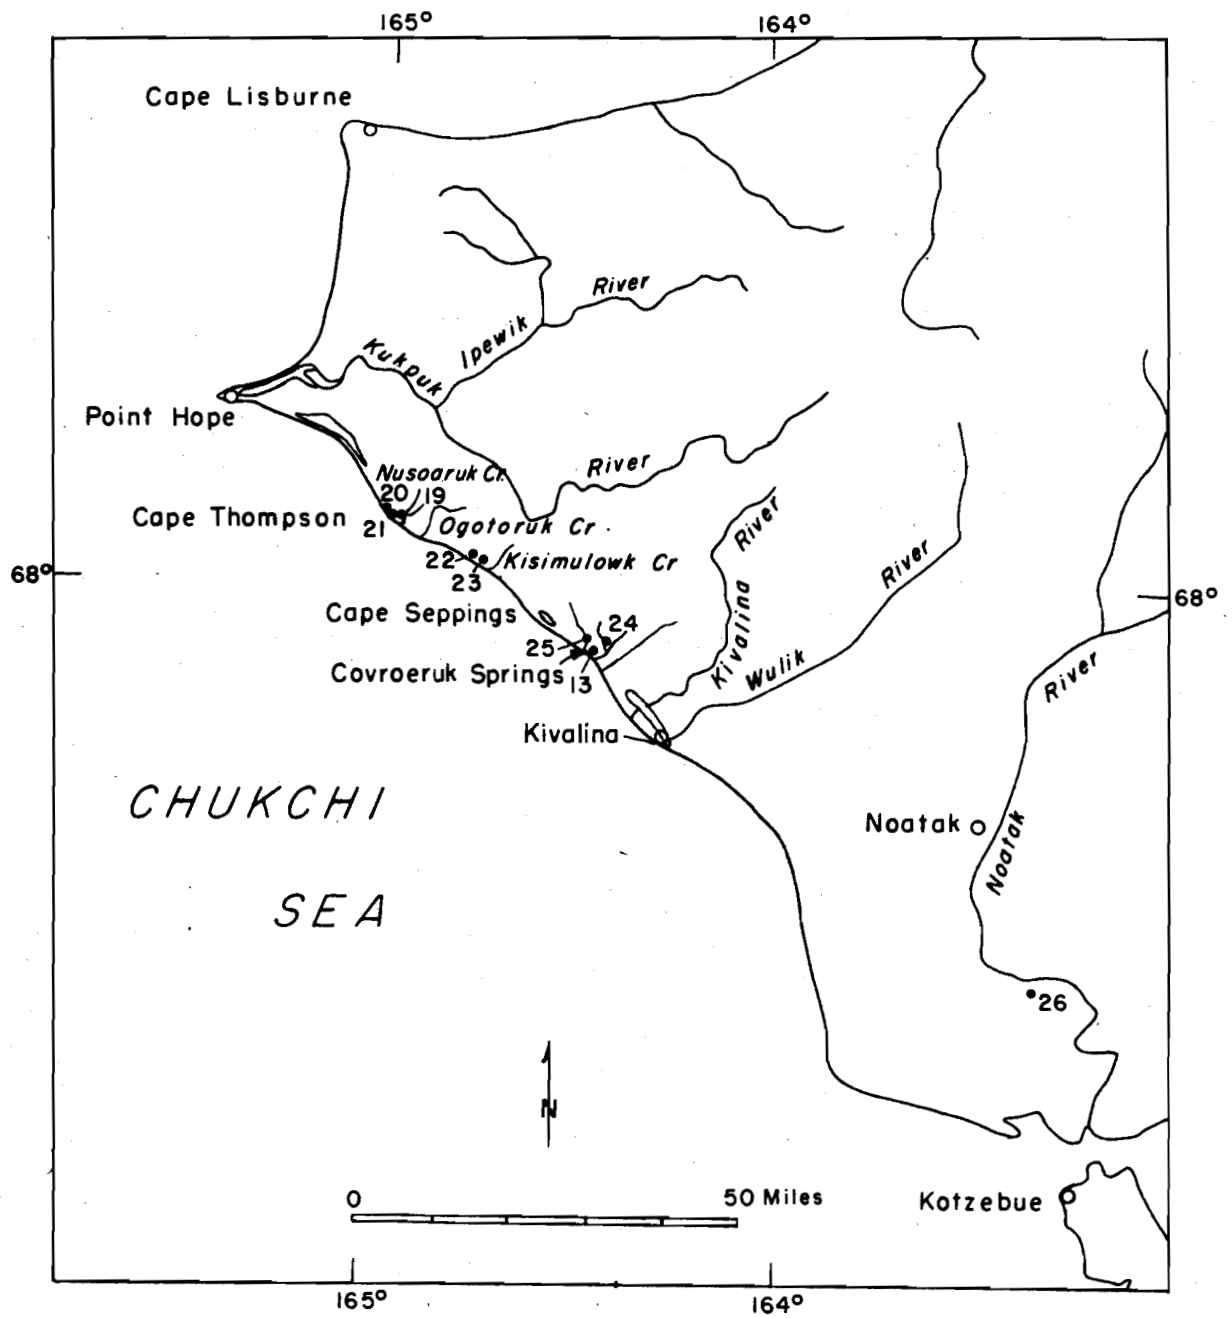 165° 164°
Cape Lisburne
River
Ipewik
Kukpuk
Point Hope
River
Nusoaruk Cr.
20 19
Cape Thompson
21
Ogotoruk Cr.
22
Kisimulowk Cr
23
68°
68°
River
River
Cape Seppings
24
25
Kivalina
Wulik
Covroeruk Springs
13
River
Kivalina
CHUKCHI
SEA
Noatak
Noatak
26
N
0 50 Miles
Kotzebue
165° 164°